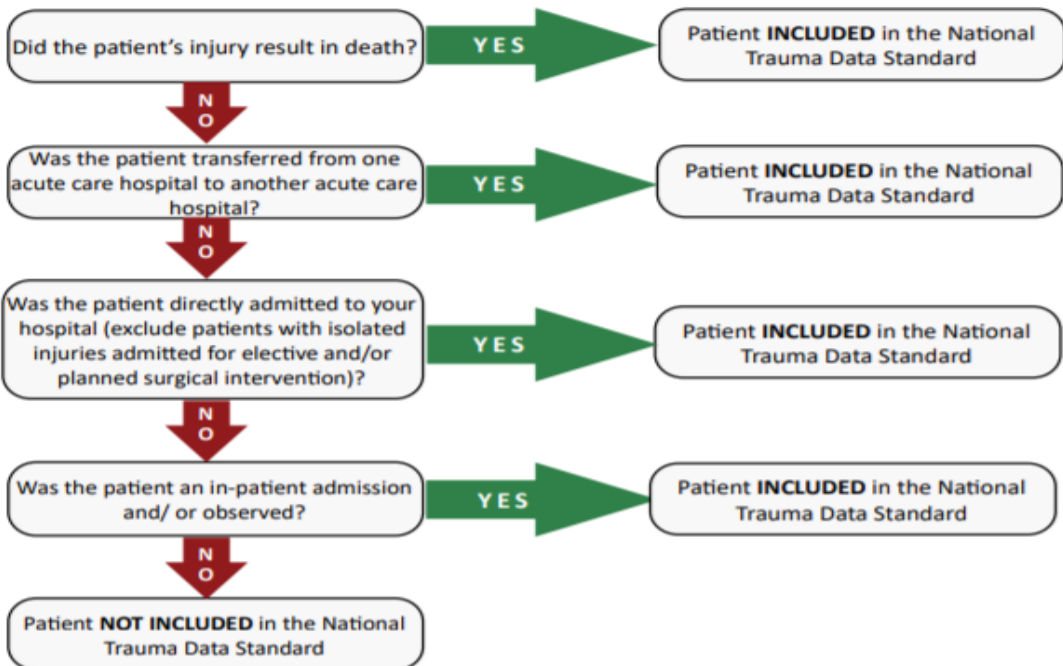 Did the patient's injury result in death?
YES
Patient INCLUDED in the National
Trauma Data Standard
NO
Was the patient transferred from one
acute care hospital to another acute care
hospital?
YES
Patient INCLUDED in the National
Trauma Data Standard
NO
Was the patient directly admitted to your
hospital (exclude patients with isolated
injuries admitted for elective and/or
planned surgical intervention)?
YES
Patient INCLUDED in the National
Trauma Data Standard
NO
Was the patient an in-patient admission
and/ or observed?
YES
Patient INCLUDED in the National
Trauma Data Standard
NO
Patient NOT INCLUDED in the National
Trauma Data Standard